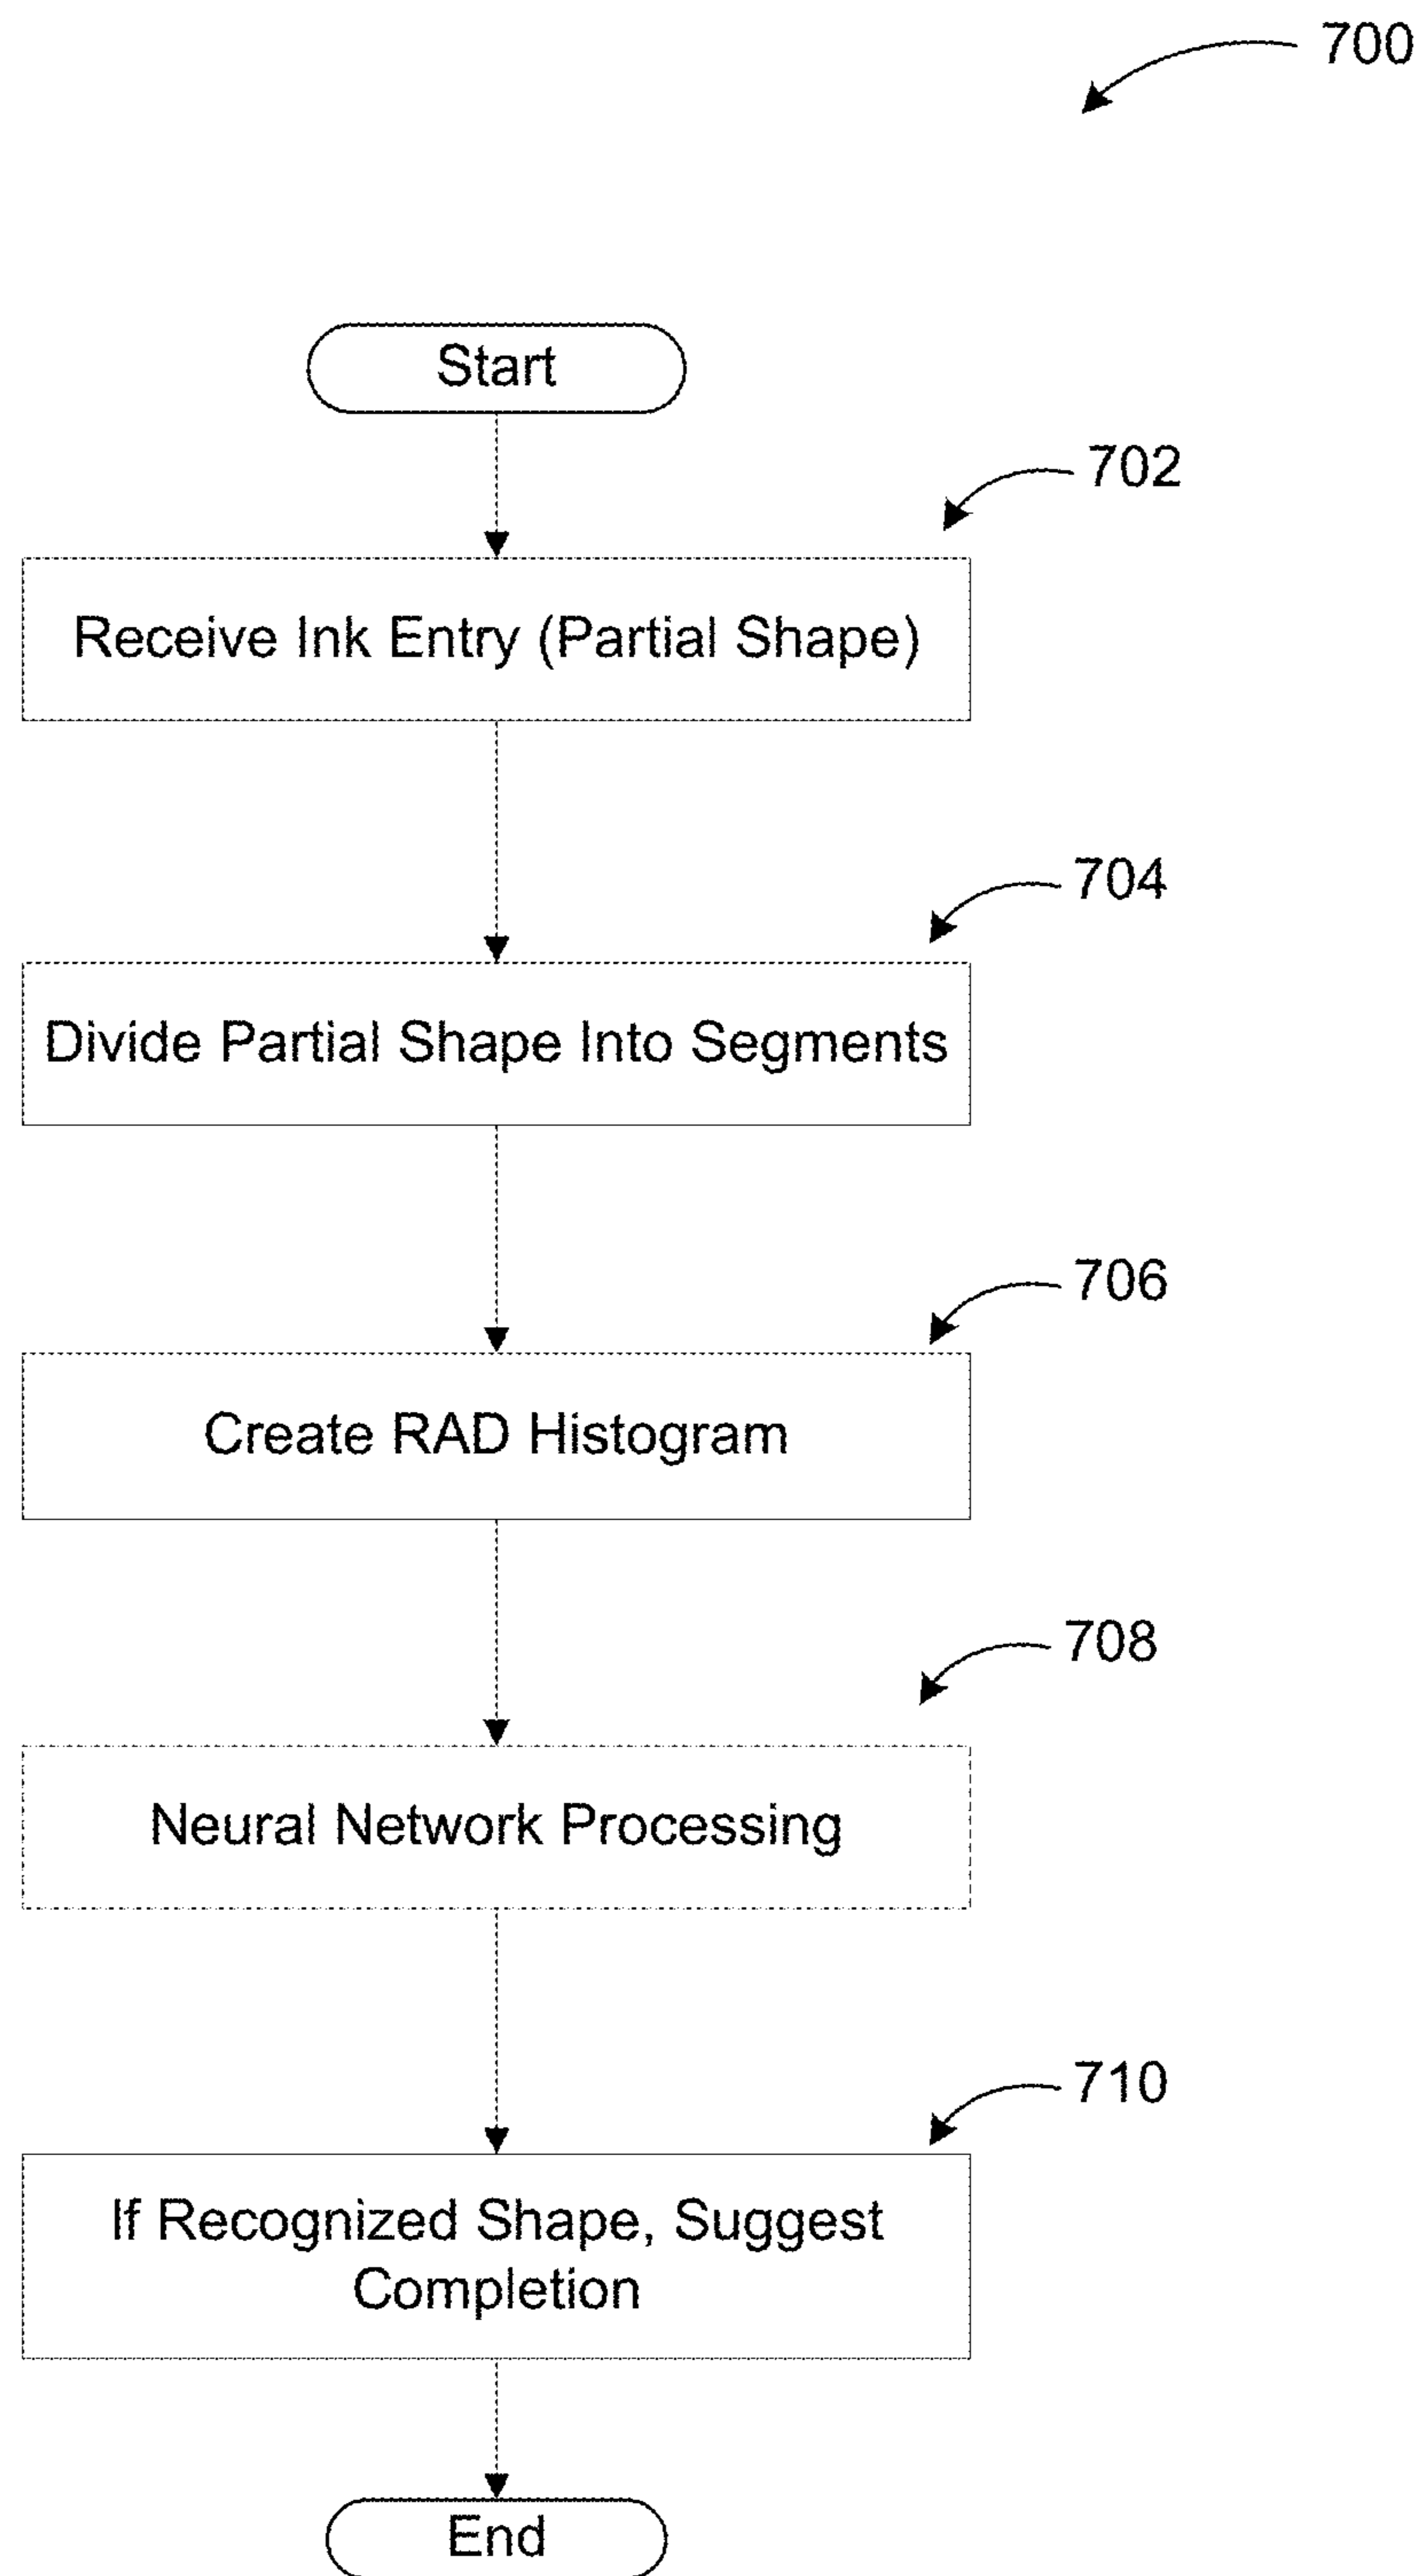 700
Start
702
Receive Ink Entry (Partial Shape)
704
Divide Partial Shape Into Segments
706
Create RAD Histogram
708
Neural Network Processing
710
If Recognized Shape, Suggest
Completion
End